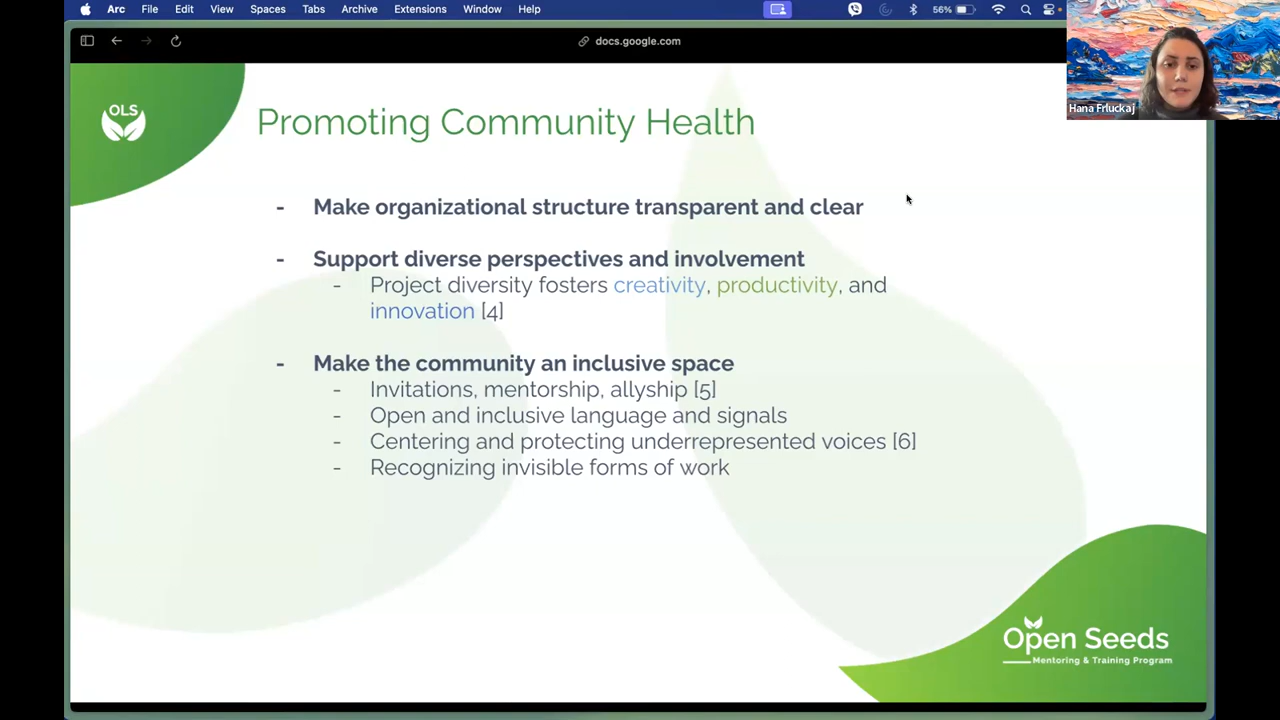 Arc File Edit View Spaces Tabs Archive Extensions Window Help 56%
docs.google.com
Hana Frluckaj
OLS
Promoting Community Health
- Make organizational structure transparent and clear
- Support diverse perspectives and involvement
- Project diversity fosters creativity, productivity, and
innovation [4]
- Make the community an inclusive space
- Invitations, mentorship, allyship [5]
- Open and inclusive language and signals
- Centering and protecting underrepresented voices [6]
- Recognizing invisible forms of work
Open Seeds
Mentoring & Training Program